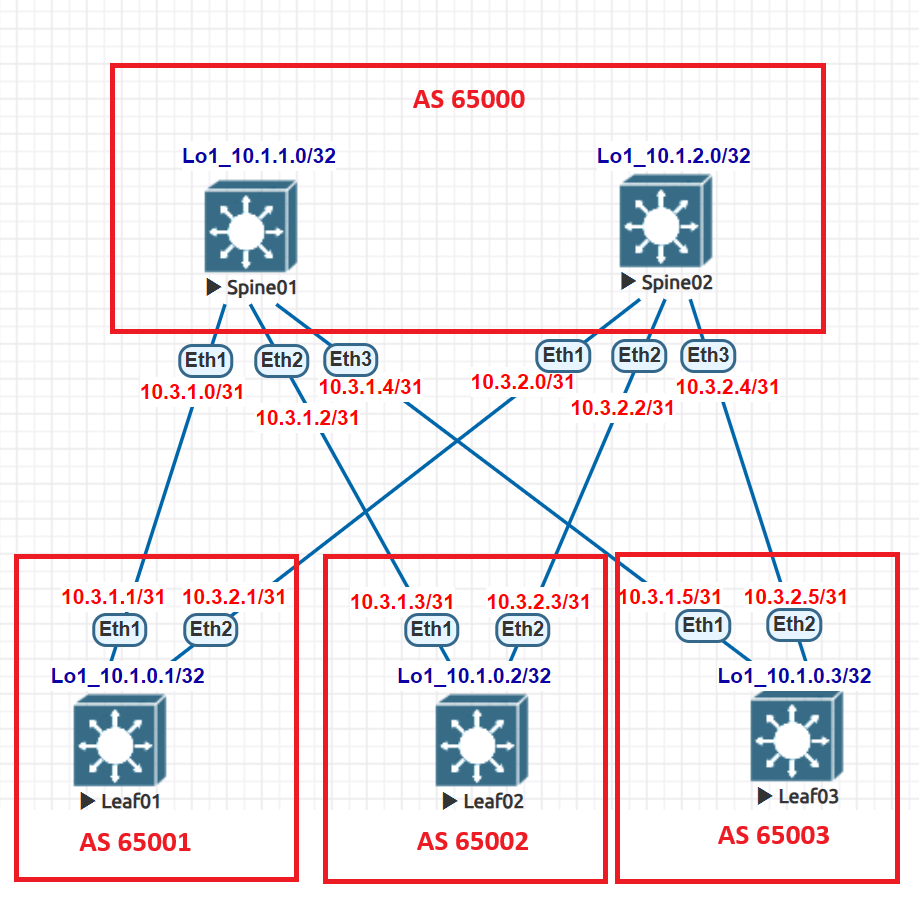 AS 65000
Lo1_10.1.1.0/32
Lo1_10.1.2.0/32
Spine01
Spine02
Eth1
Eth2
Eth3
Eth1
Eth2
Eth3
10.3.1.0/31
10.3.1.2/31
10.3.1.4/31
10.3.2.0/31
10.3.2.2/31
10.3.2.4/31
10.3.1.1/31
10.3.2.1/31
Eth1
Eth2
Lo1_10.1.0.1/32
Leaf01
AS 65001
10.3.1.3/31
10.3.2.3/31
Eth1
Eth2
Lo1_10.1.0.2/32
Leaf02
AS 65002
10.3.1.5/31
10.3.2.5/31
Eth1
Eth2
Lo1_10.1.0.3/32
Leaf03
AS 65003